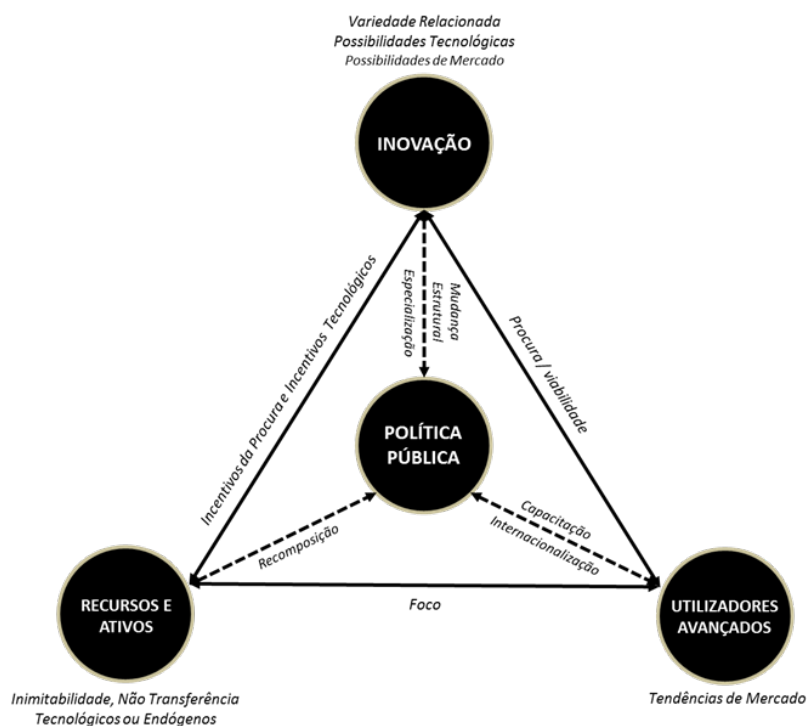 Variedade Relacionada
Possibilidades Tecnológicas
Possibilidades de Mercado
INOVAÇÃO
Incentivos da Procura e Incentivos Tecnológicos
Mudança
Estrutural
Especialização
Procura / viabilidade
POLÍTICA
PÚBLICA
Recomposição
Capacitação
Internacionalização
RECURSOS E
ATIVOS
Foco
UTILIZADORES
AVANÇADOS
Inimitabilidade, Não Transferência
Tecnológicos ou Endógenos
Tendências de Mercado